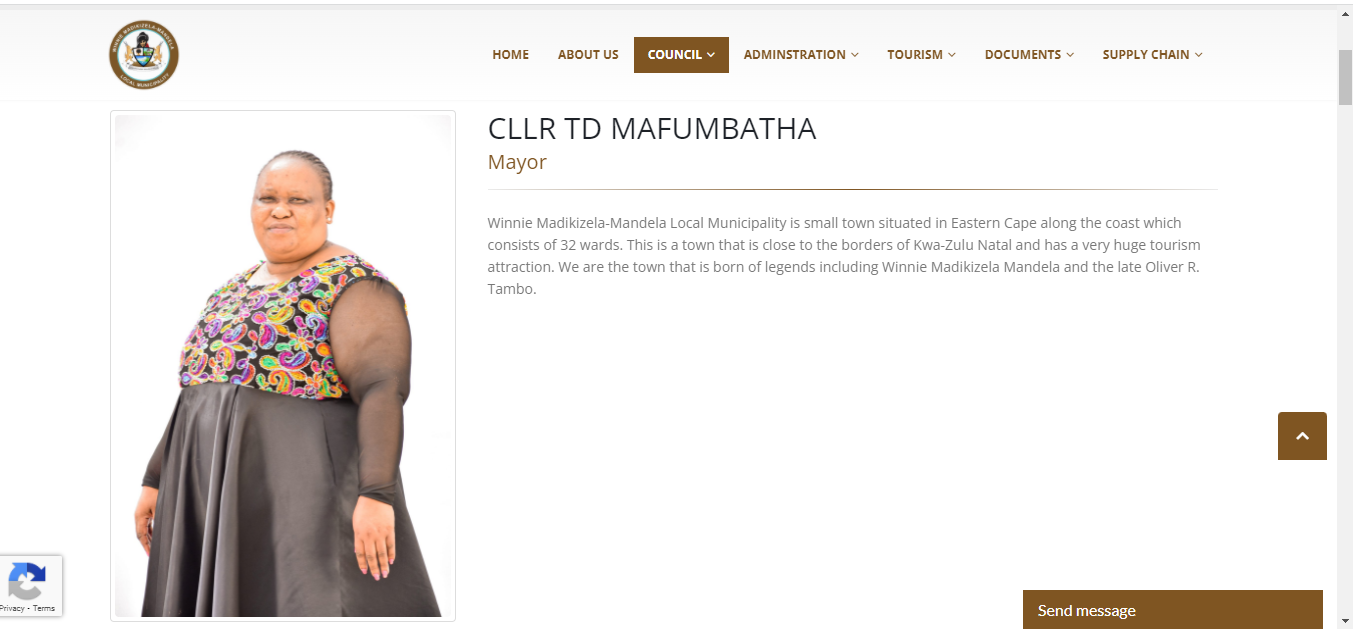 WINNIE MADIKIZELA-MANDELA
LOCAL MUNICIPALITY
HOME ABOUT US COUNCIL ADMINSTRATION TOURISM DOCUMENTS SUPPLY CHAIN
CLLR TD MAFUMBATHA
Mayor
Winnie Madikizela-Mandela Local Municipality is small town situated in Eastern Cape along the coast which
consists of 32 wards. This is a town that is close to the borders of Kwa-Zulu Natal and has a very huge tourism
attraction. We are the town that is born of legends including Winnie Madikizela Mandela and the late Oliver R.
Tambo.
Privacy - Terms
Send message